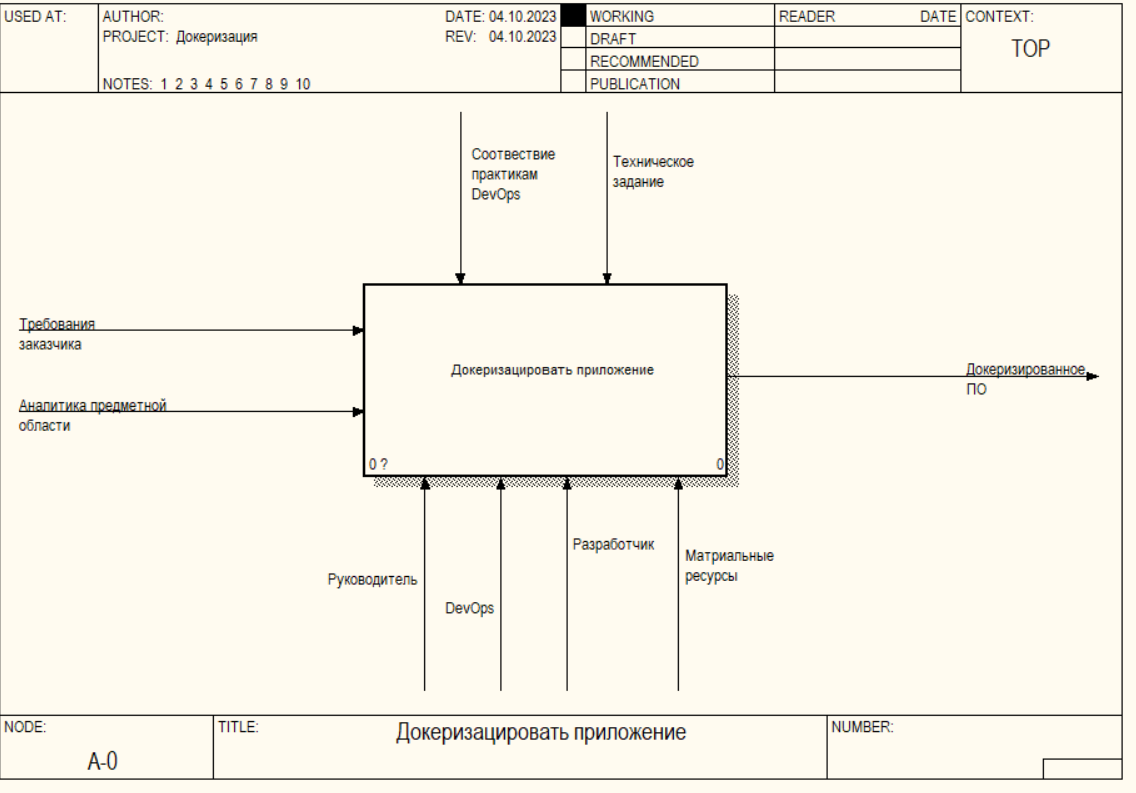 USED AT:
AUTHOR:
DATE: 04.10.2023
WORKING
READER
DATE
CONTEXT:
PROJECT: Докеризация
REV: 04.10.2023
DRAFT
TOP
RECOMMENDED
NOTES: 1 2 3 4 5 6 7 8 9 10
PUBLICATION
Соотвествие
практикам
DevOps
Техническое
задание
Требования
заказчика
Докеризацировать приложение
Докеризированное
ПО
Аналитика предметной
области
0 ?
0
Разработчик
Матриальные
ресурсы
Руководитель
DevOps
NODE:
TITLE:
Докеризацировать приложение
NUMBER:
A-0